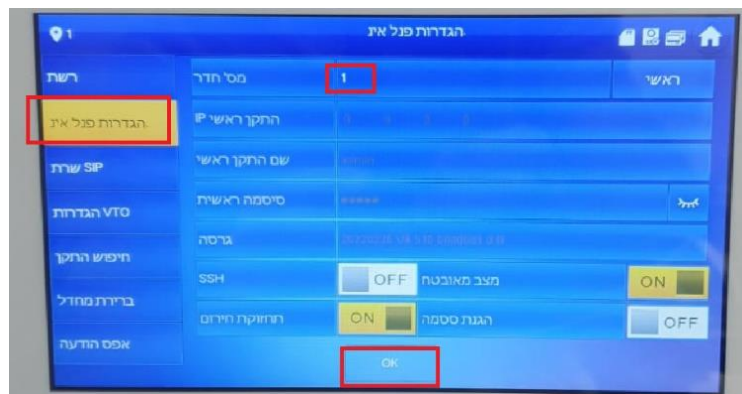 1
הגדרות פנל אינ.
רשת
הגדרות פנל אינ.
SIP שרת
VTO הגדרות
חיפוש התקן
ברירת מחדל
אפס הודעה
מס' חדר
1
ראשי
התקן ראשי IP
שם התקן ראשי
סיסמה ראשית
גרסה
SSH
OFF
מצב מאובטח
ON
תחזוקת חירום
ON
הגנת ססמה
OFF
OK